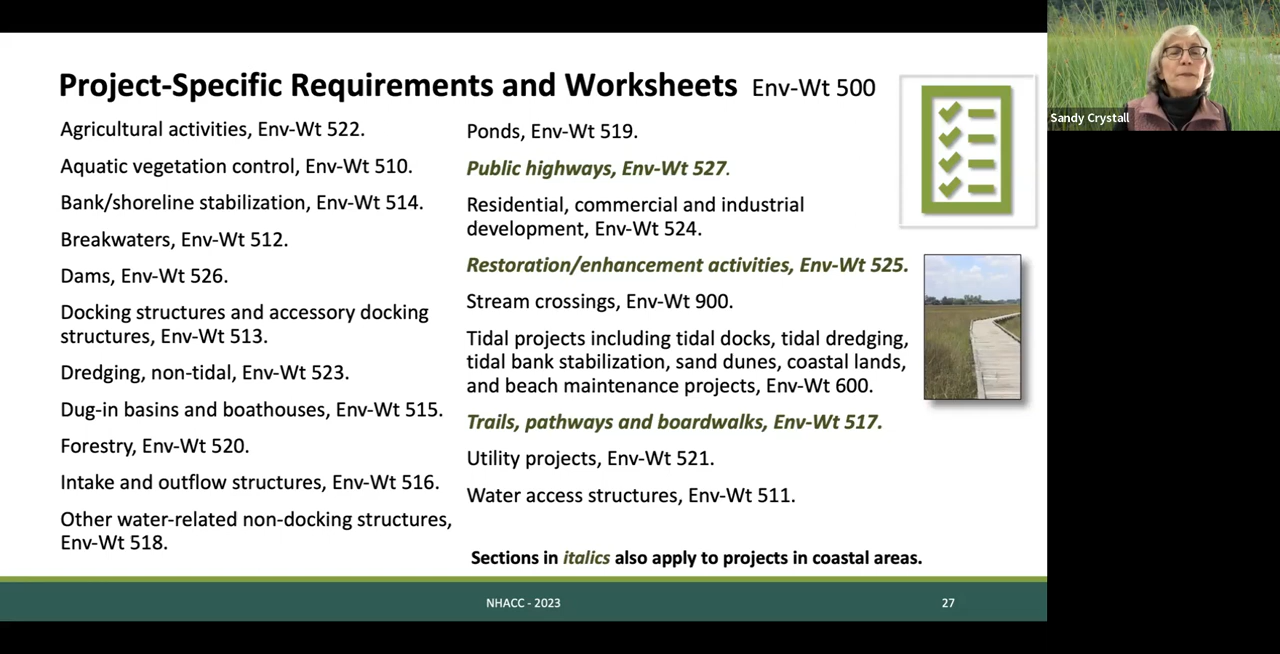 Project-Specific Requirements and Worksheets Env-Wt 500
Agricultural activities, Env-Wt 522.
Aquatic vegetation control, Env-Wt 510.
Bank/shoreline stabilization, Env-Wt 514.
Breakwaters, Env-Wt 512.
Dams, Env-Wt 526.
Docking structures and accessory docking
structures, Env-Wt 513.
Dredging, non-tidal, Env-Wt 523.
Dug-in basins and boathouses, Env-Wt 515.
Forestry, Env-Wt 520.
Intake and outflow structures, Env-Wt 516.
Other water-related non-docking structures,
Env-Wt 518.
Ponds, Env-Wt 519.
Public highways, Env-Wt 527.
Residential, commercial and industrial
development, Env-Wt 524.
Restoration/enhancement activities, Env-Wt 525.
Stream crossings, Env-Wt 900.
Tidal projects including tidal docks, tidal dredging,
tidal bank stabilization, sand dunes, coastal lands,
and beach maintenance projects, Env-Wt 600.
Trails, pathways and boardwalks, Env-Wt 517.
Utility projects, Env-Wt 521.
Water access structures, Env-Wt 511.
Sections in italics also apply to projects in coastal areas.
NHACC - 2023
27
Sandy Crystall